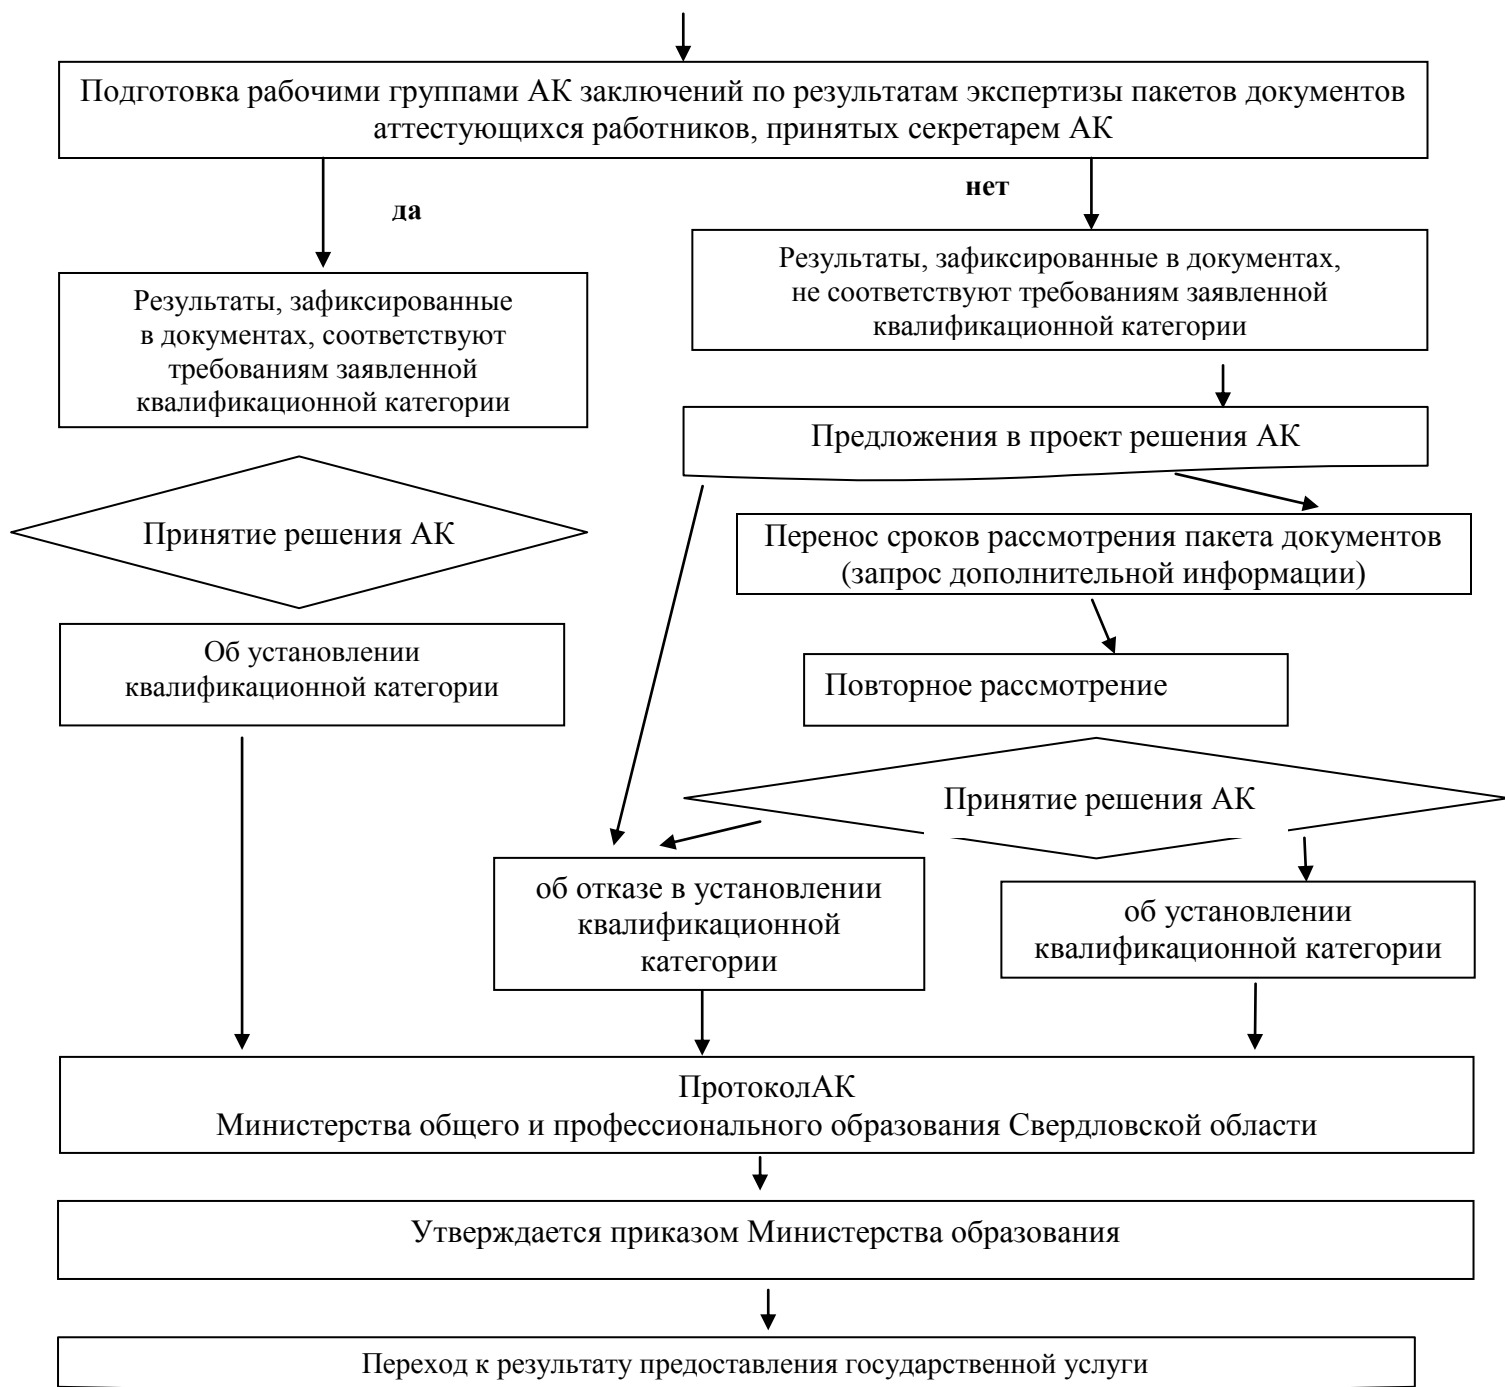 Подготовка рабочими группами АК заключений по результатам экспертизы пакетов документов
аттестующихся работников, принятых секретарем АК
да
нет
Результаты, зафиксированные
в документах, соответствуют
требованиям заявленной
квалификационной категории
Результаты, зафиксированные в документах,
не соответствуют требованиям заявленной
квалификационной категории
Предложения в проект решения АК
Принятие решения АК
Перенос сроков рассмотрения пакета документов
(запрос дополнительной информации)
Об установлении
квалификационной категории
Повторное рассмотрение
Принятие решения АК
об отказе в установлении
квалификационной
категории
об установлении
квалификационной категории
ПротоколАК
Министерства общего и профессионального образования Свердловской области
Утверждается приказом Министерства образования
Переход к результату предоставления государственной услуги